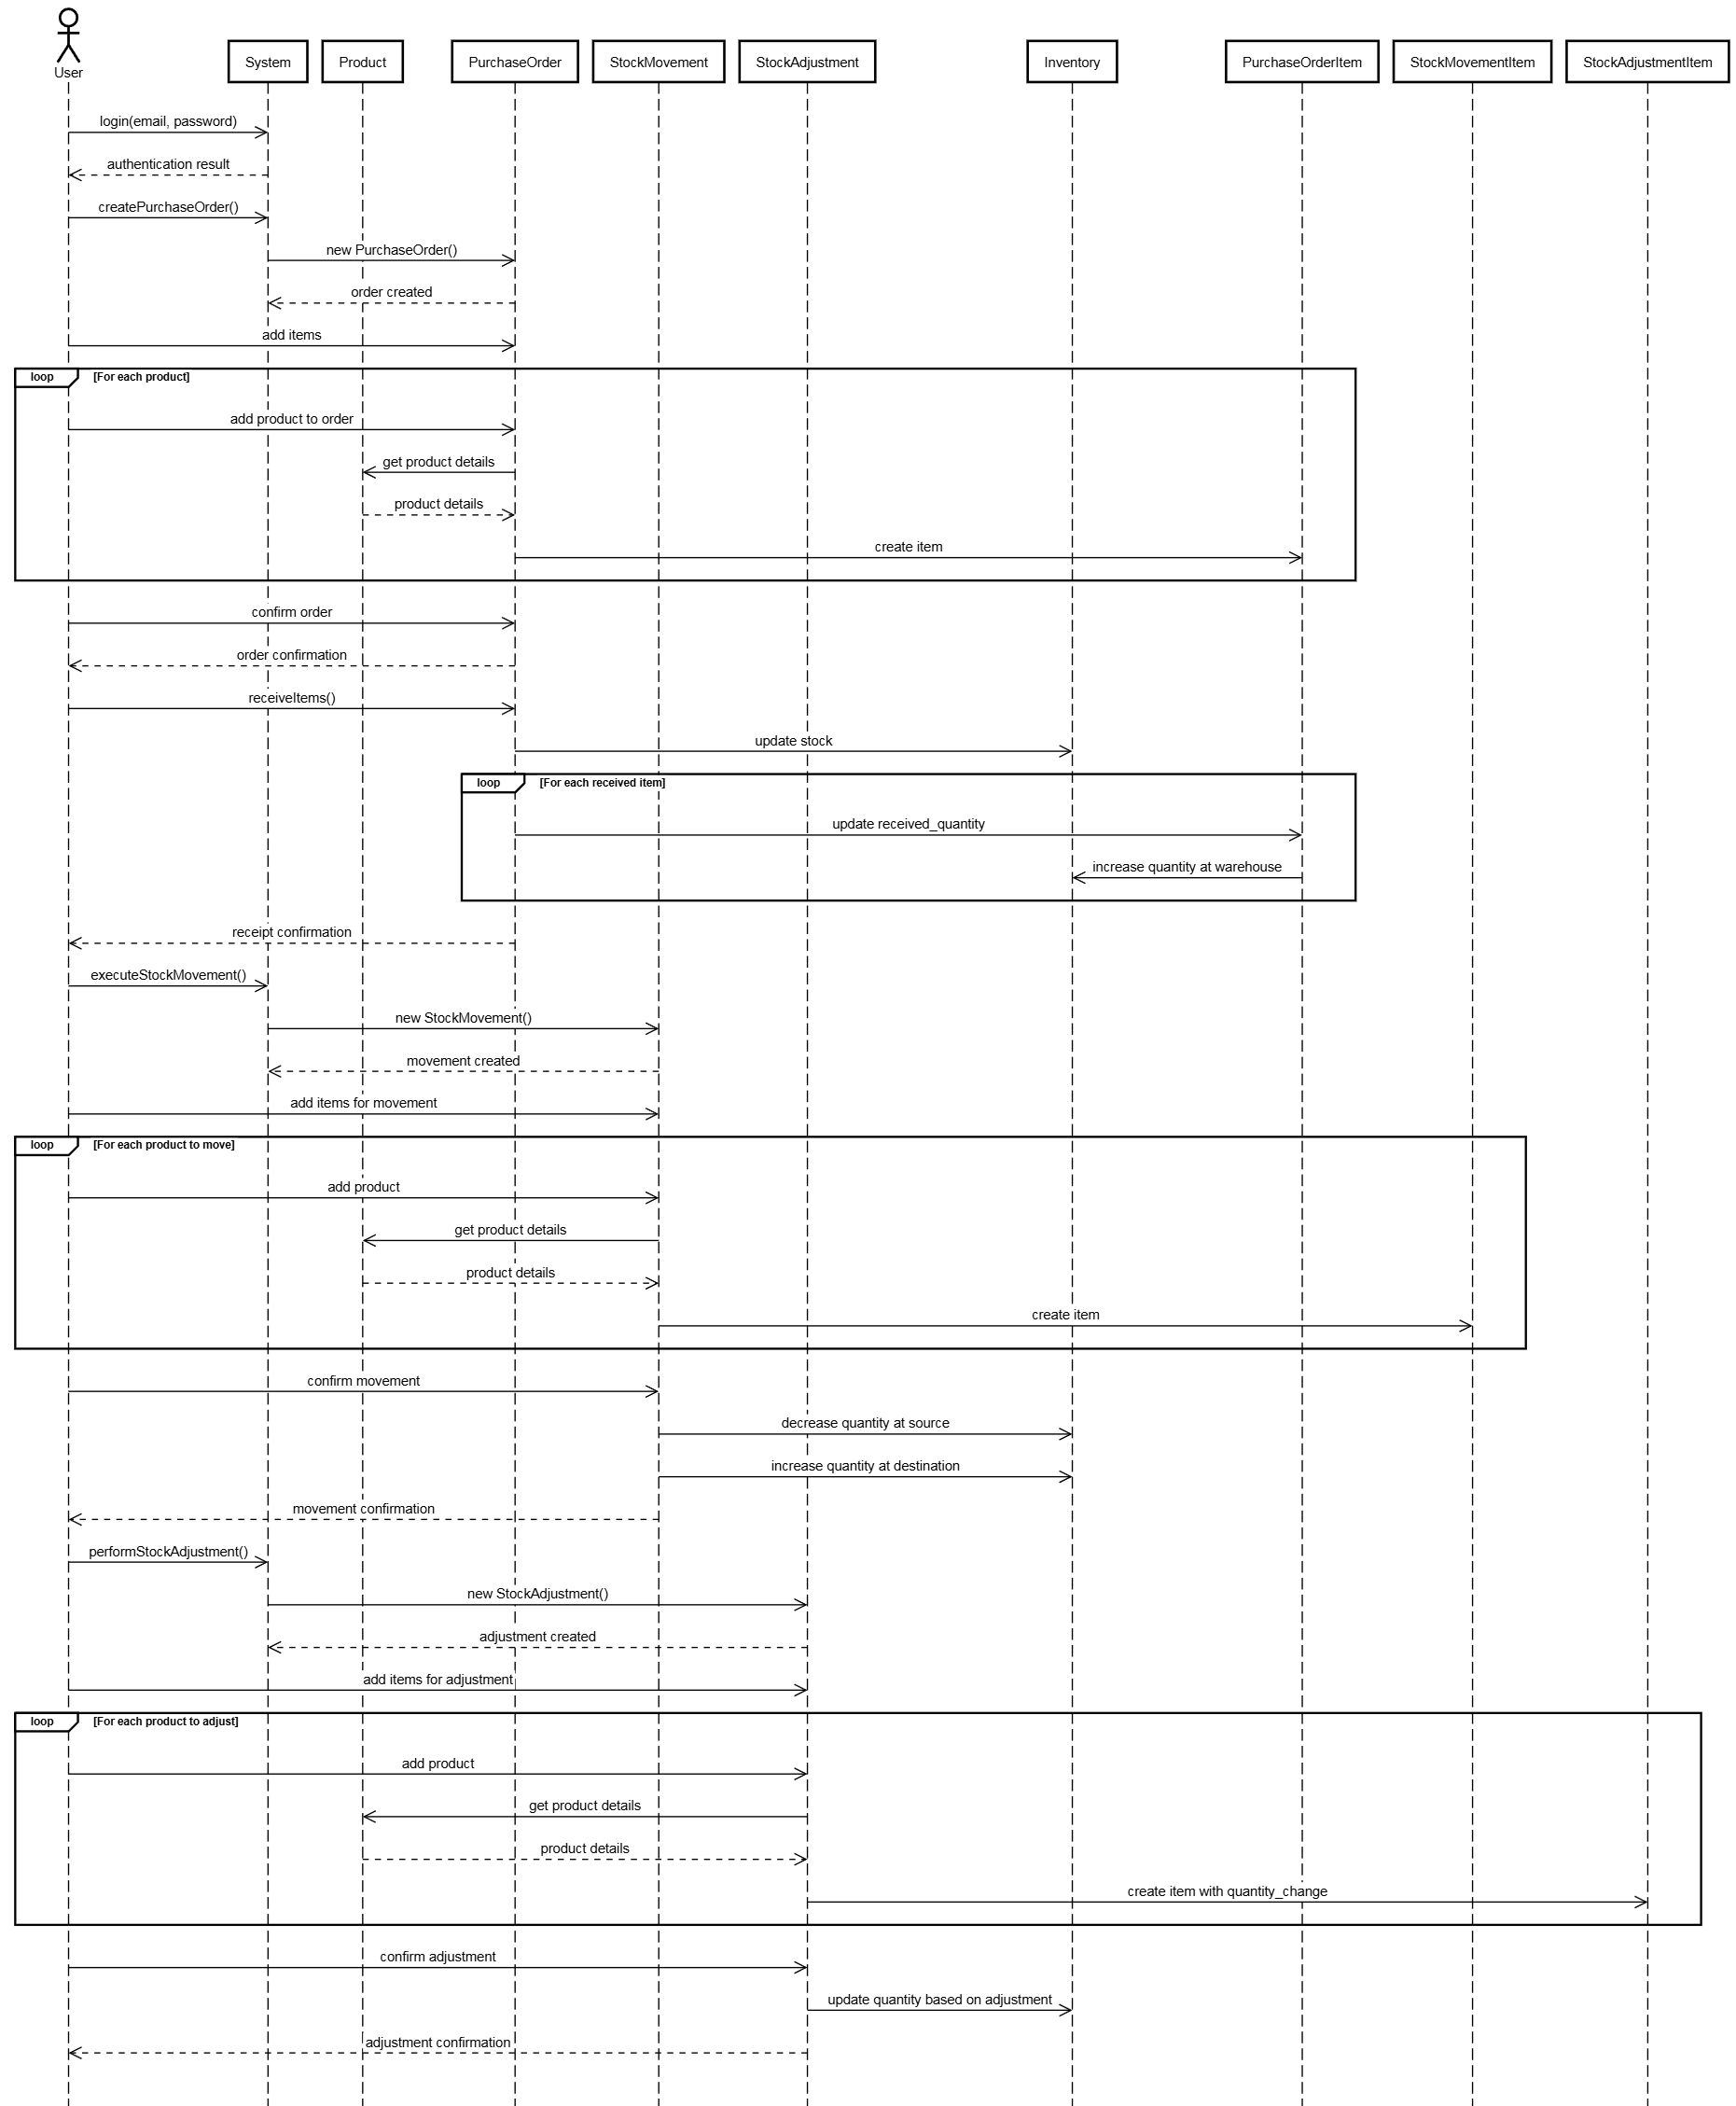 User
System
Product
PurchaseOrder
StockMovement
StockAdjustment
Inventory
PurchaseOrderItem
StockMovementItem
StockAdjustmentItem
login(email, password)
authentication result
createPurchaseOrder()
new PurchaseOrder()
order created
add items
loop
[For each product]
add product to order
get product details
product details
create item
confirm order
order confirmation
receiveItems()
update stock
loop
[For each received item]
update received_quantity
increase quantity at warehouse
receipt confirmation
executeStockMovement()
new StockMovement()
movement created
add items for movement
loop
[For each product to move]
add product
get product details
product details
create item
confirm movement
decrease quantity at source
increase quantity at destination
movement confirmation
performStockAdjustment()
new StockAdjustment()
adjustment created
add items for adjustment
loop
[For each product to adjust]
add product
get product details
product details
create item with quantity_change
confirm adjustment
update quantity based on adjustment
adjustment confirmation